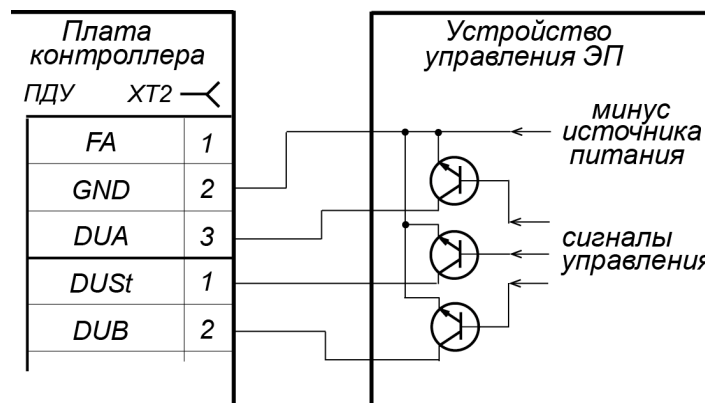 Плата
контроллера
ПДУ XT2
FA 1
GND 2
DUA 3
DUSt 1
DUB 2
Устройство
управления ЭП
минус
источника
питания
сигналы
управления